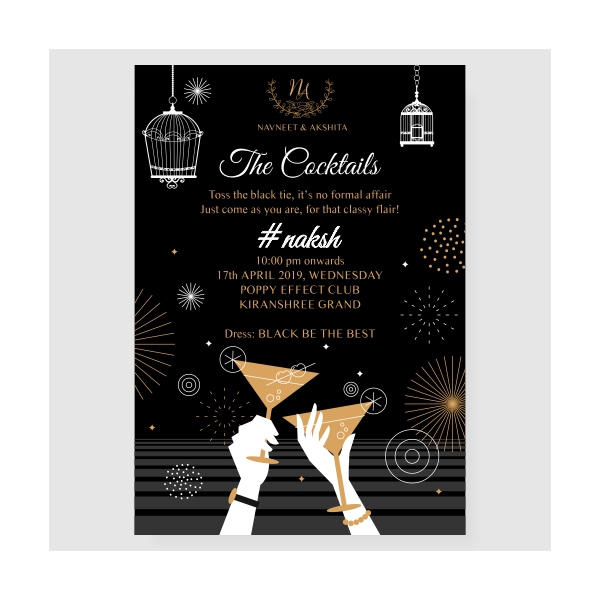 NA
NAVNEET & AKSHITA
The Cocktails
Toss the black tie, it's no formal affair
Just come as you are, for that classy flair!
#naksh
10:00 pm onwards
17th APRIL 2019, WEDNESDAY
POPPY EFFECT CLUB
KIRANSHREE GRAND
Dress: BLACK BE THE BEST